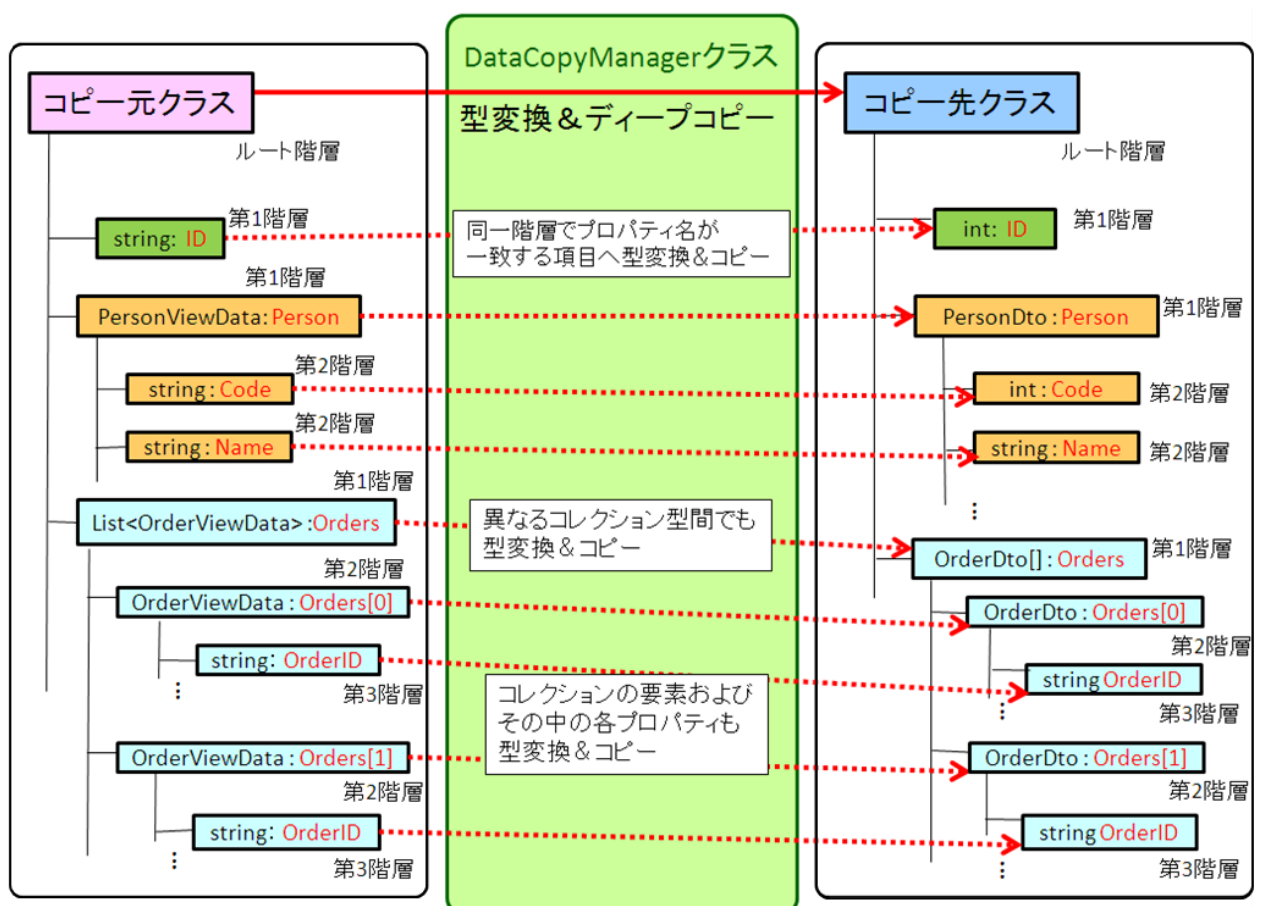 DataCopyManagerクラス
型変換&ディープコピー
コピー元クラス
ルート階層
string: ID
第1階層
第1階層
PersonViewData:Person
第2階層
string:Code
第2階層
string:Name
第1階層
List<OrderViewData> :Orders
第2階層
OrderViewData : Orders[0]
string: OrderID
⋮
第3階層
OrderViewData : Orders[1]
第2階層
string: OrderID
⋮
第3階層
同一階層でプロパティ名が
一致する項目へ型変換&コピー
異なるコレクション型間でも
型変換&コピー
コレクションの要素および
その中の各プロパティも
型変換&コピー
コピー先クラス
ルート階層
int: ID
第1階層
第1階層
PersonDto :Person
int : Code
第2階層
string:Name
第2階層
⋮
第1階層
OrderDto[] : Orders
OrderDto : Orders[0]
第2階層
string OrderID
⋮
第3階層
OrderDto : Orders[1]
第2階層
string OrderID
⋮
第3階層